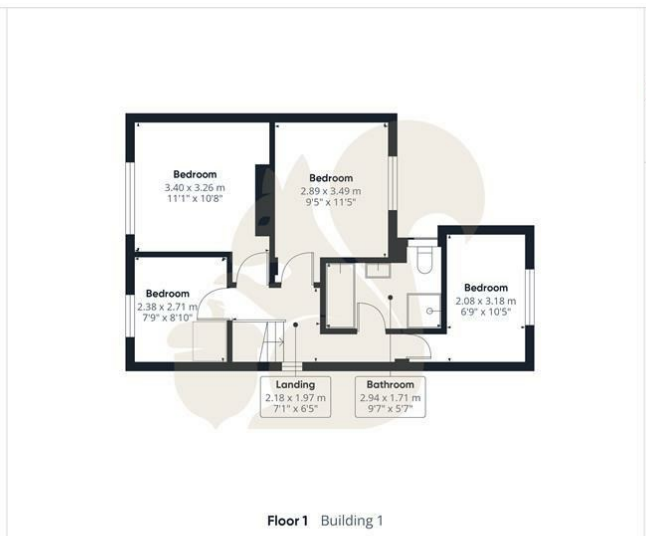 Bedroom
3.40 x 3.26 m
11'1" x 10'8"
Bedroom
2.89 x 3.49 m
9'5" x 11'5"
Bedroom
2.38 x 2.71 m
7'9" x 8'10"
Bedroom
2.08 x 3.18 m
6'9" x 10'5"
Landing
2.18 x 1.97 m
7'1" x 6'5"
Bathroom
2.94 x 1.71 m
9'7" x 5'7"
Floor 1 Building 1